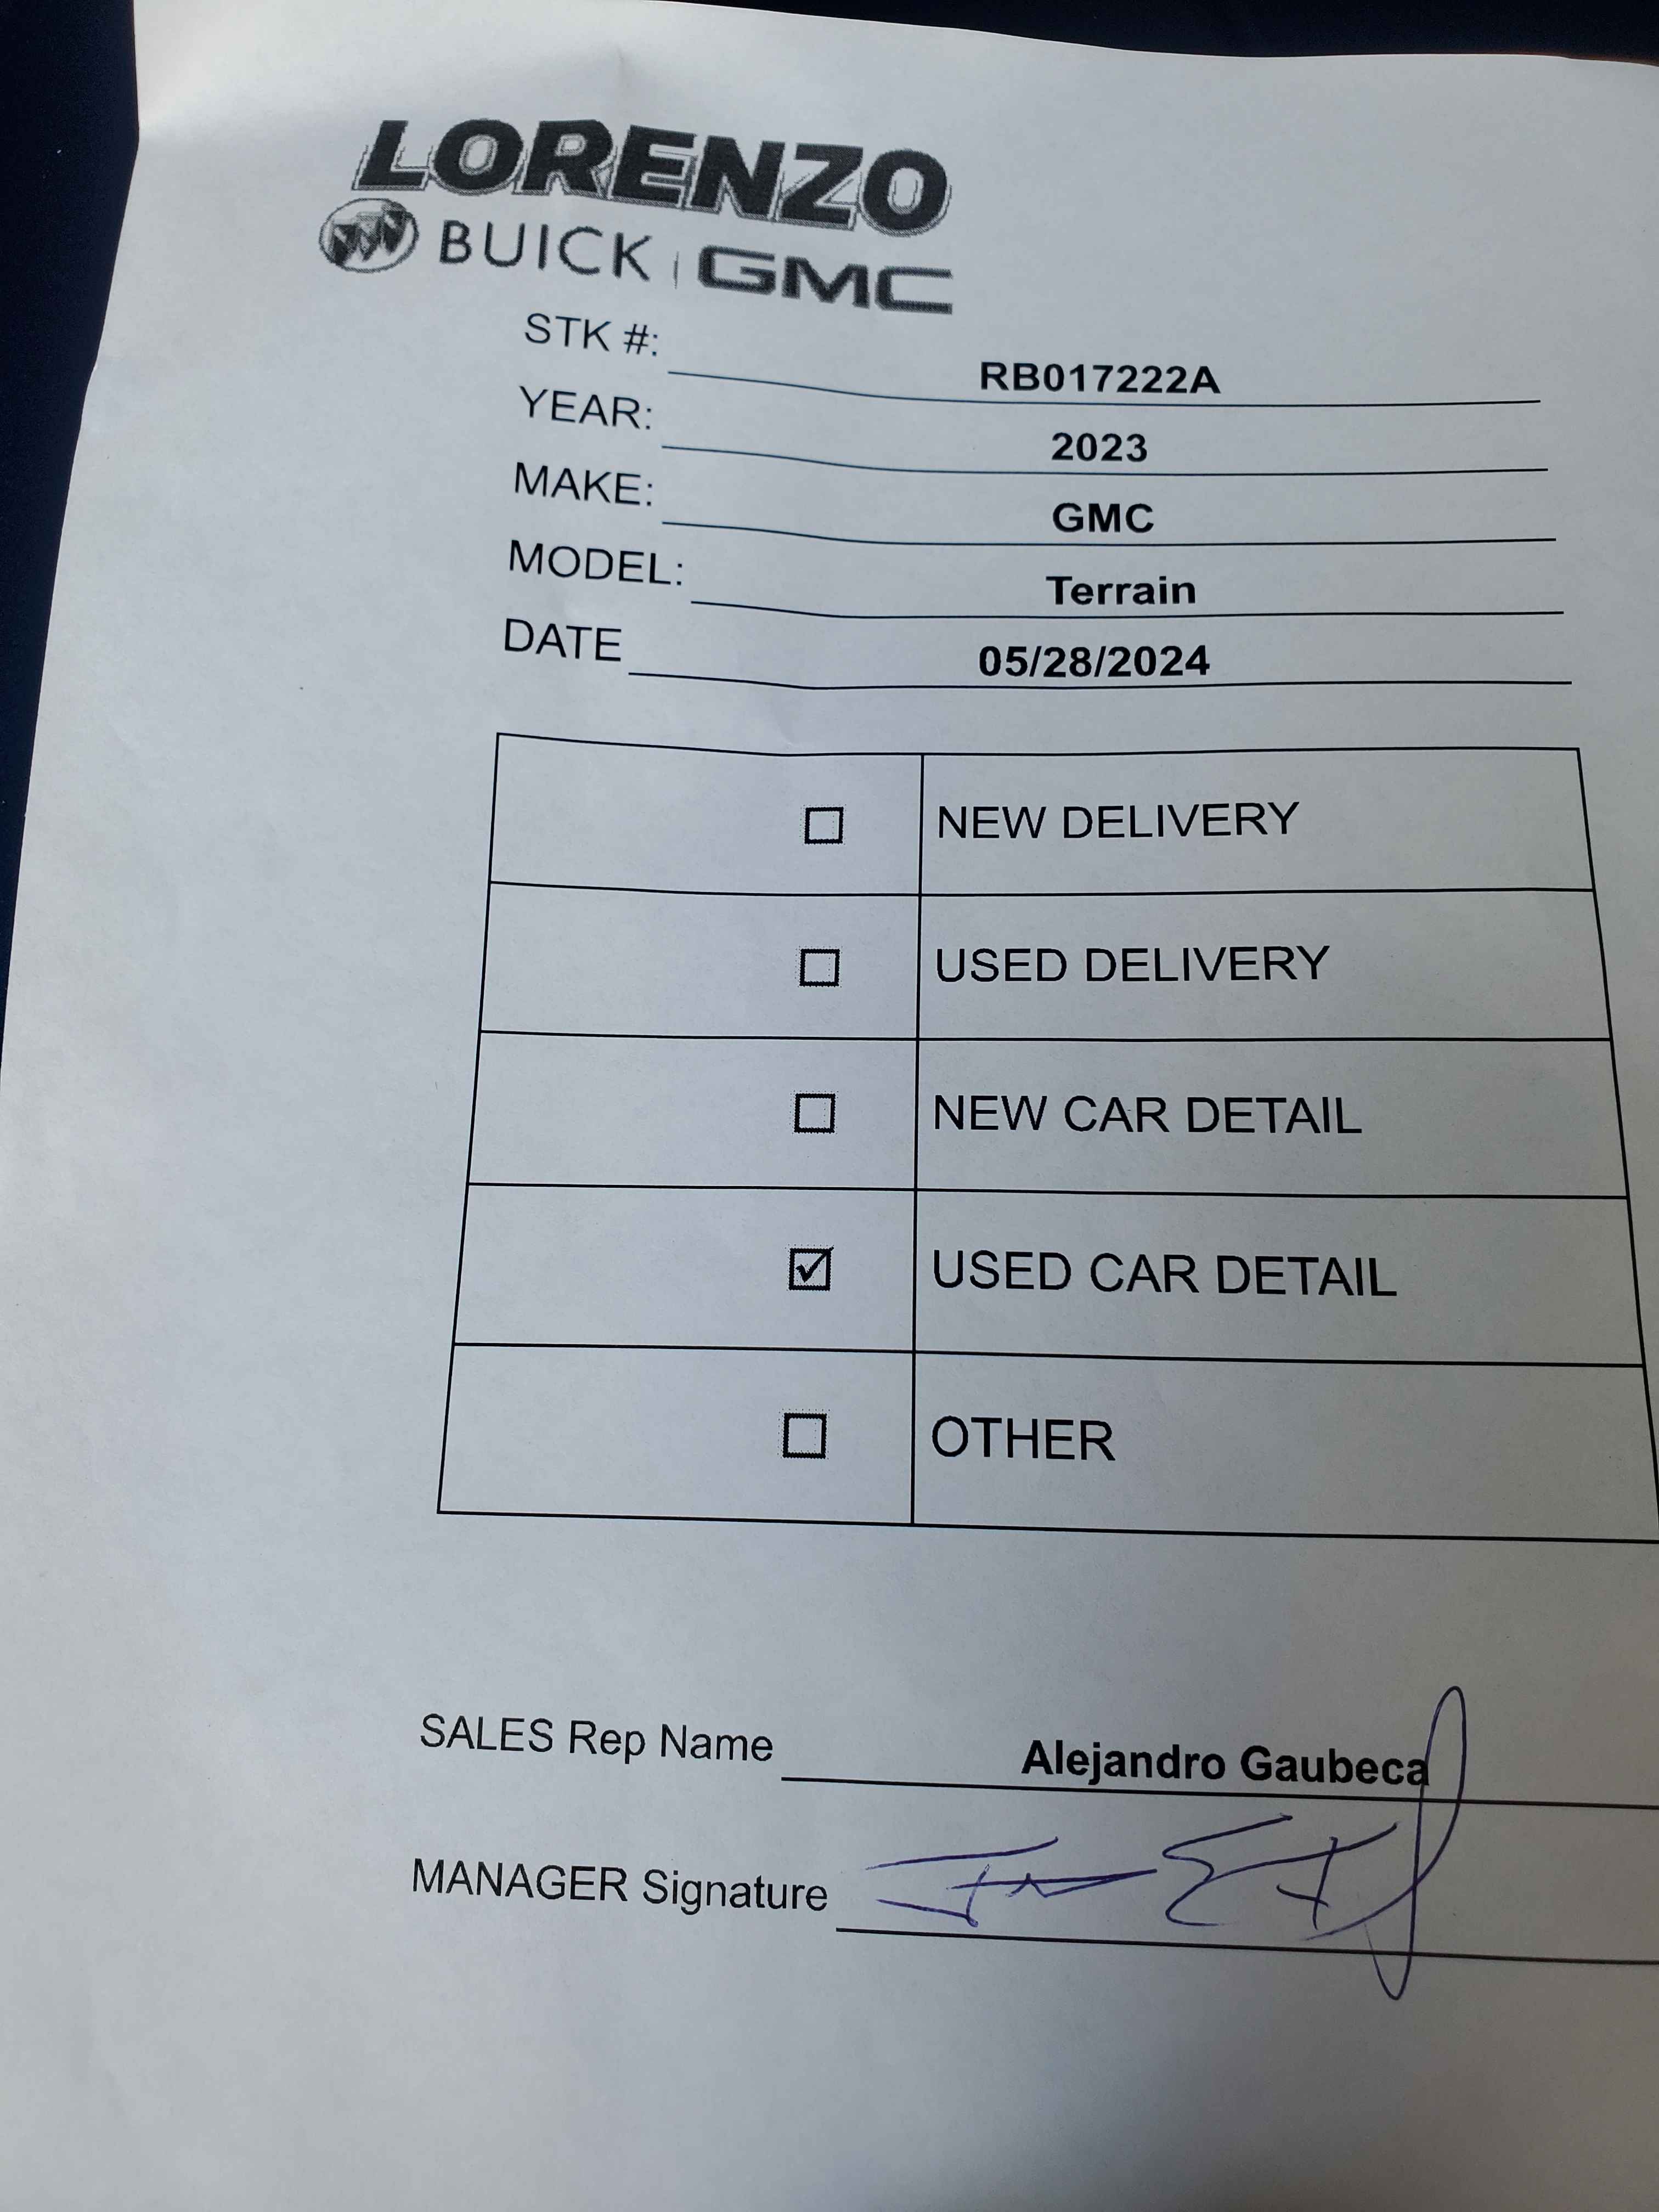 LORENZO
BUICK | GMC
STK #: RB017222A
YEAR: 2023
MAKE: GMC
MODEL: Terrain
DATE 05/28/2024
☐ NEW DELIVERY
☐ USED DELIVERY
☐ NEW CAR DETAIL
☑ USED CAR DETAIL
☐ OTHER
SALES Rep Name Alejandro Gaubeca
MANAGER Signature